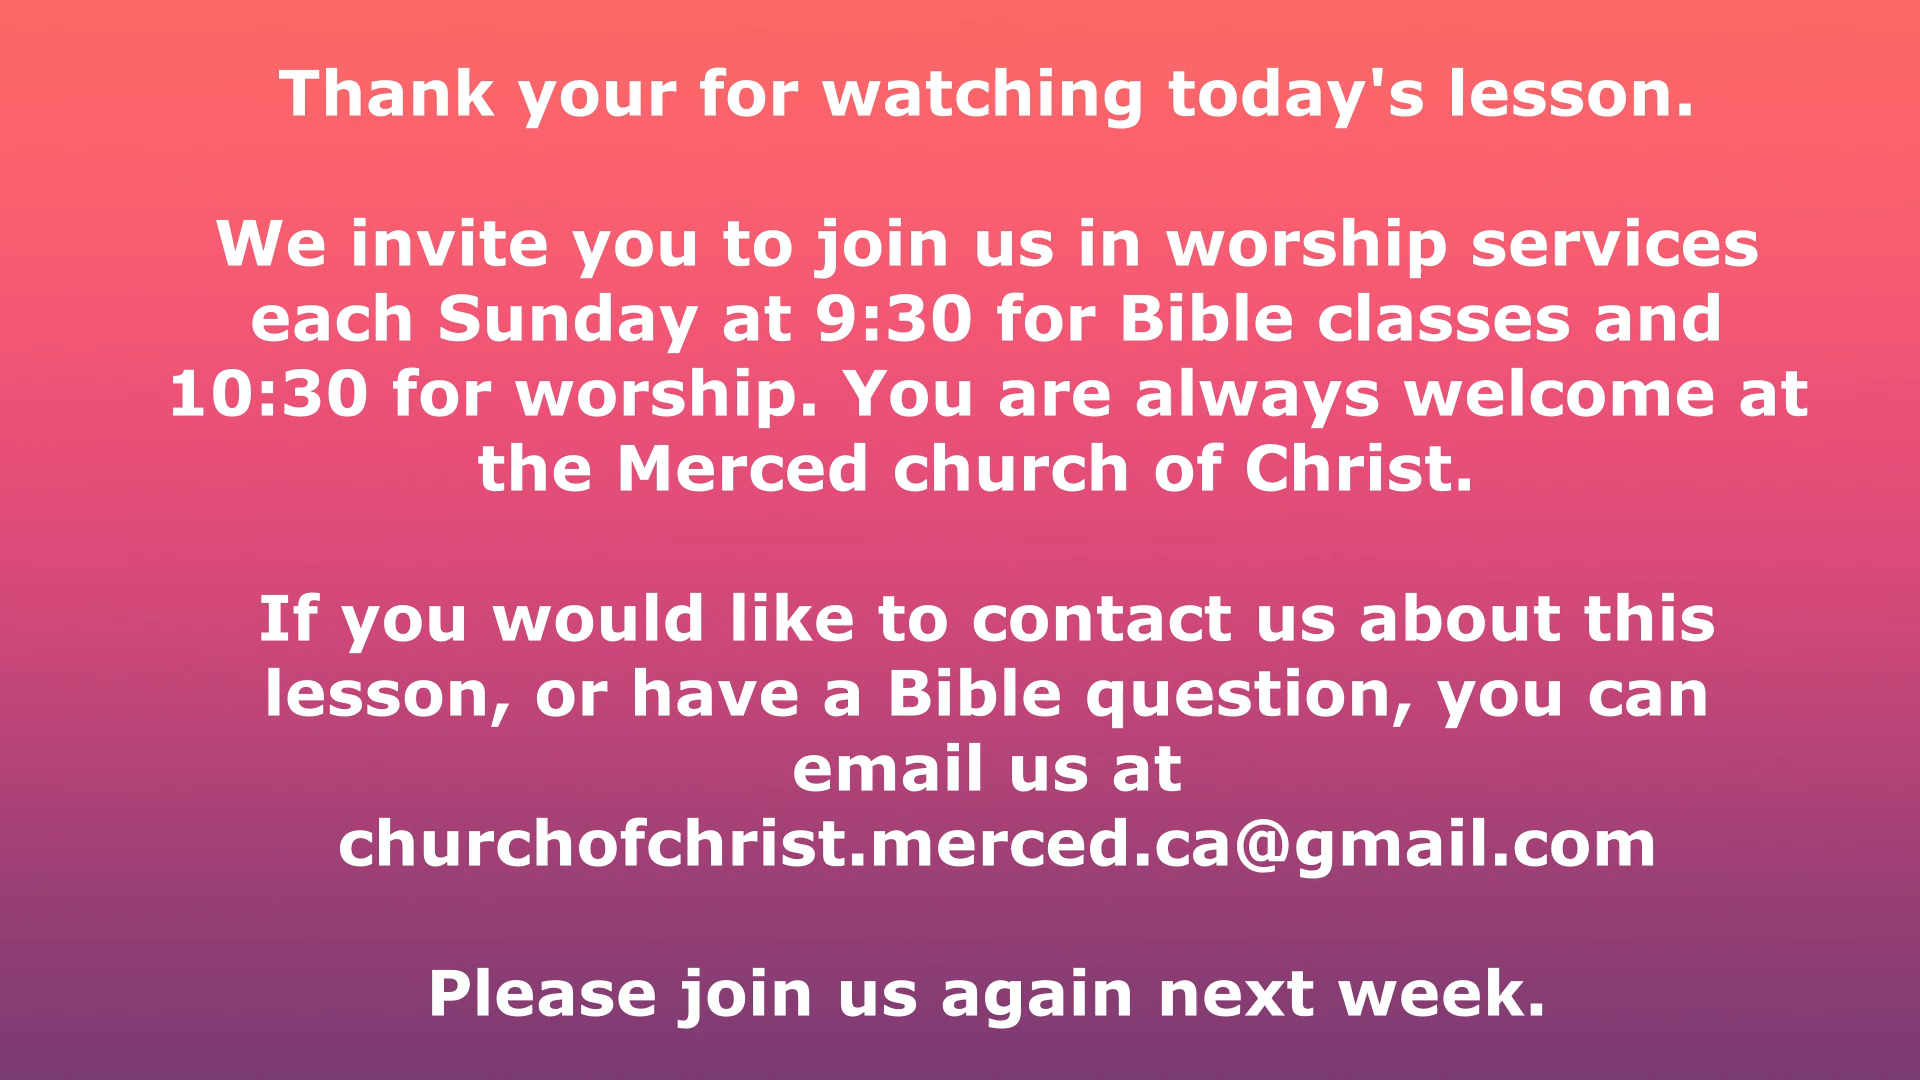 Thank your for watching today's lesson.
We invite you to join us in worship services
each Sunday at 9:30 for Bible classes and
10:30 for worship. You are always welcome at
the Merced church of Christ.
If you would like to contact us about this
lesson, or have a Bible question, you can
email us at
churchofchrist.merced.ca@gmail.com
Please join us again next week.